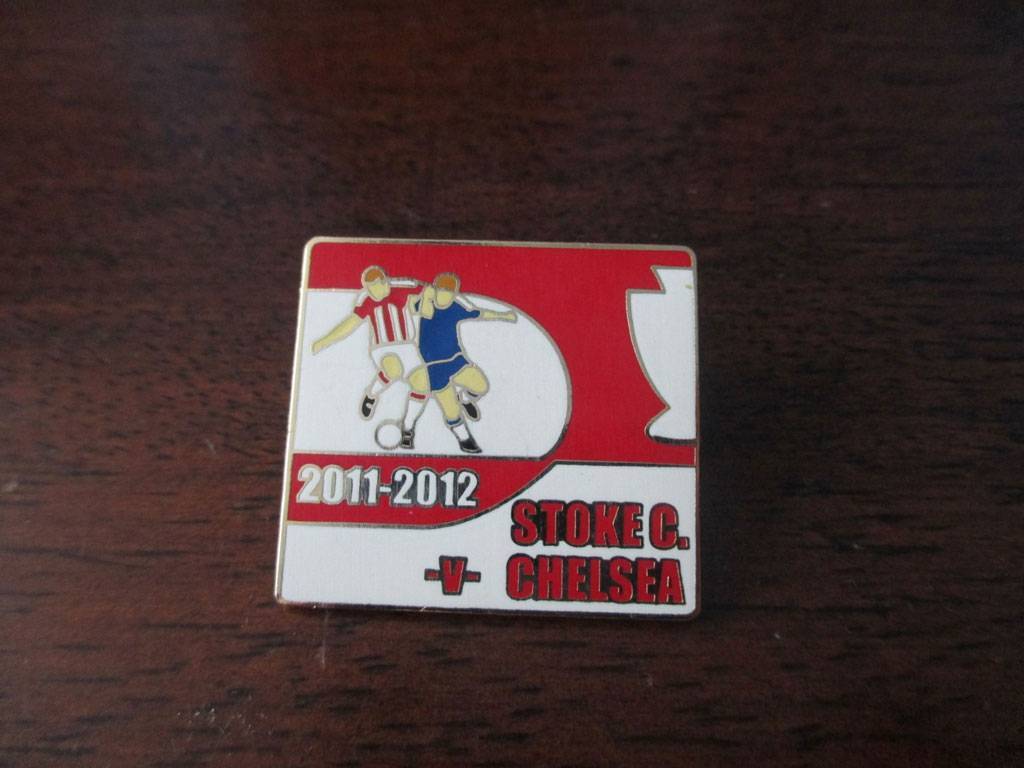 2011-2012
STOKE C.
-V- CHELSEA